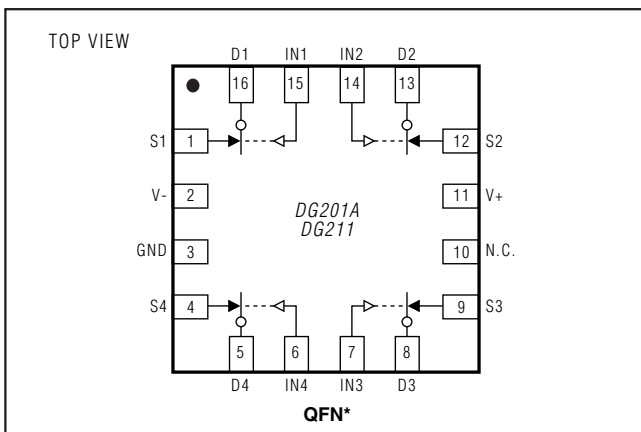 TOP VIEW
D1 IN1 IN2 D2
16 15 14 13
S1 1 12 S2
V- 2 11 V+
DG201A
DG211
GND 3 10 N.C.
S4 4 9 S3
5 6 7 8
D4 IN4 IN3 D3
QFN*